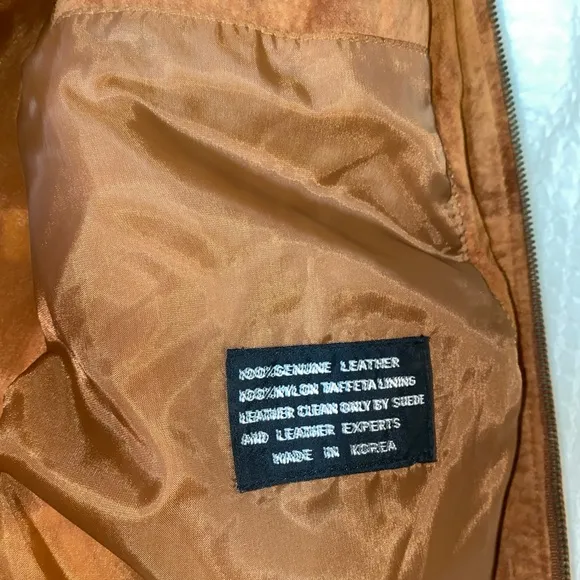 100%GENUINE LEATHER
100%NYLON TAFFETA LINING
LEATHER CLEAN ONLY BY SUEDE
AND LEATHER EXPERTS
MADE IN KOREA